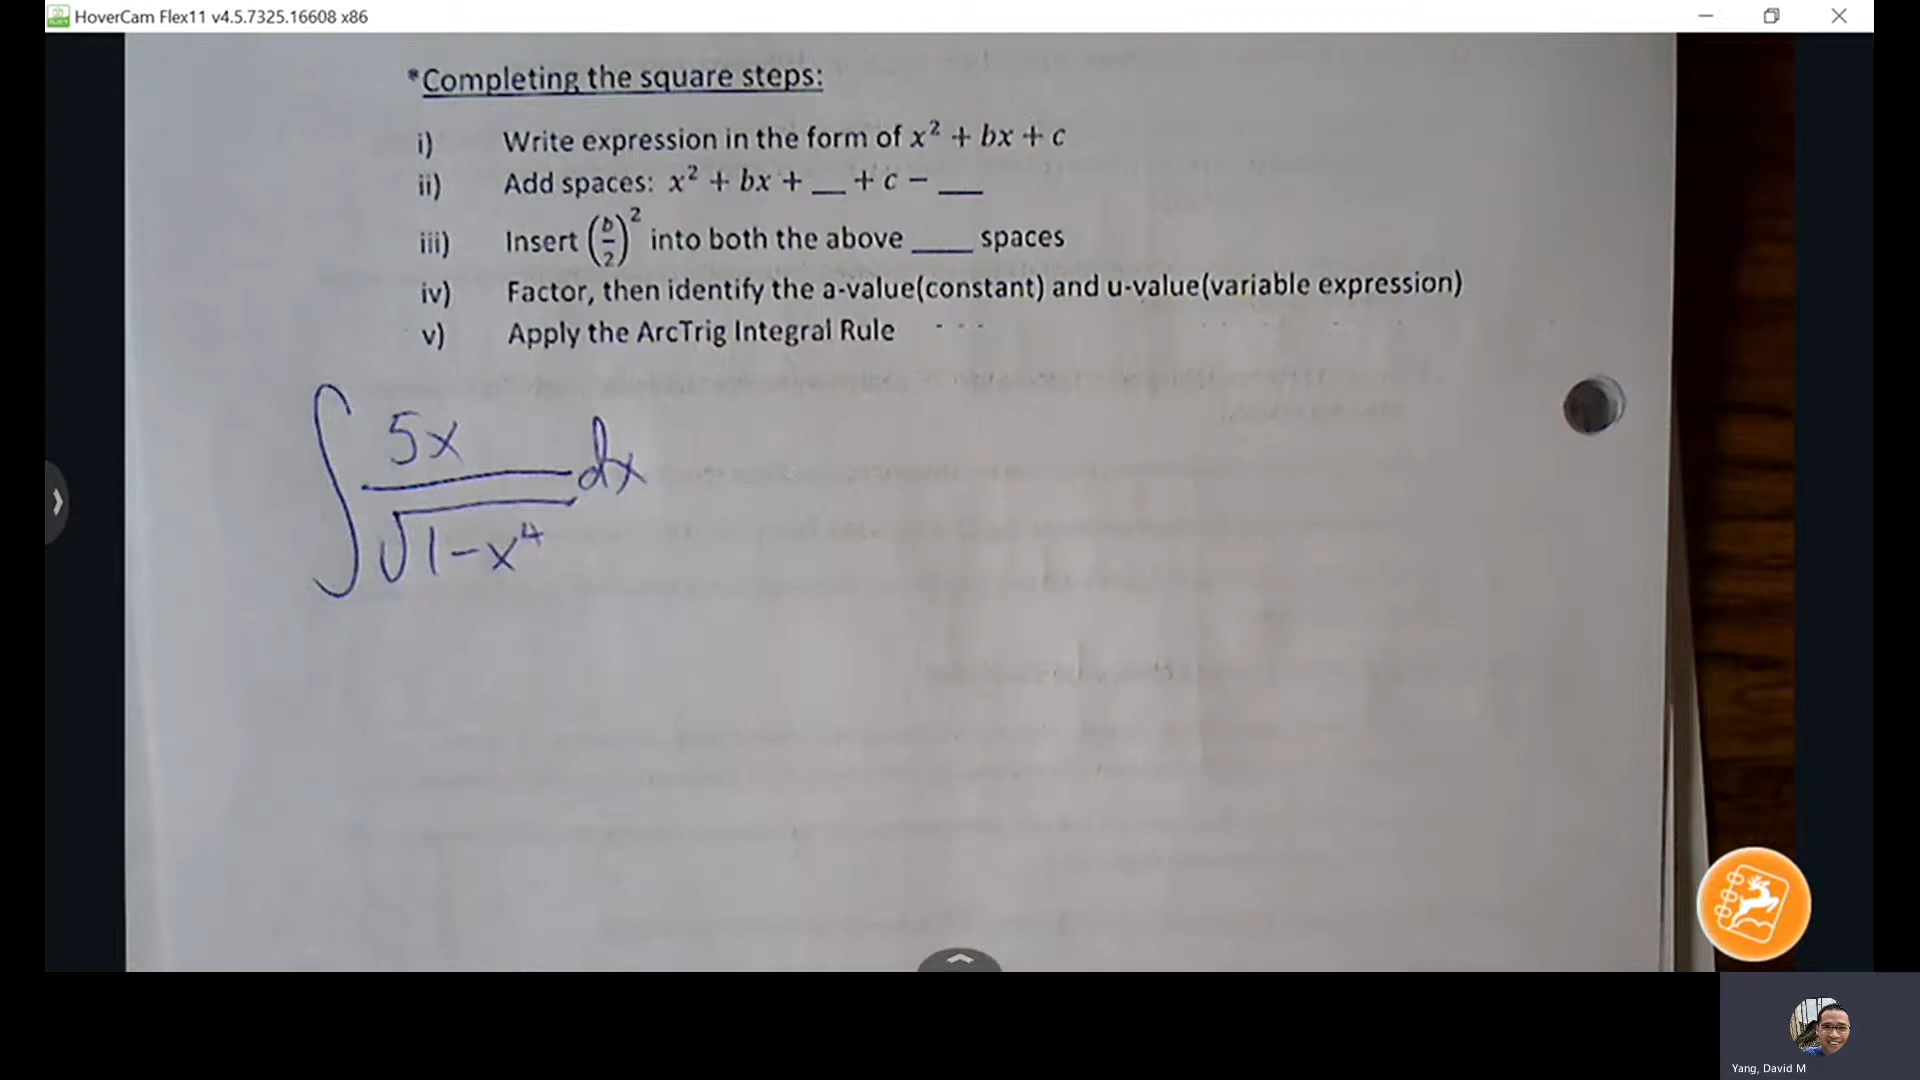 HoverCam Flex11 v4.5.7325.16608 x86
*Completing the square steps:
i) Write expression in the form of x² + bx + c
ii) Add spaces: x² + bx + __ + c − ___
iii) Insert (b/2)² into both the above ____ spaces
iv) Factor, then identify the a-value(constant) and u-value(variable expression)
v) Apply the ArcTrig Integral Rule
∫ 5x/√(1-x⁴) dx
Yang, David M